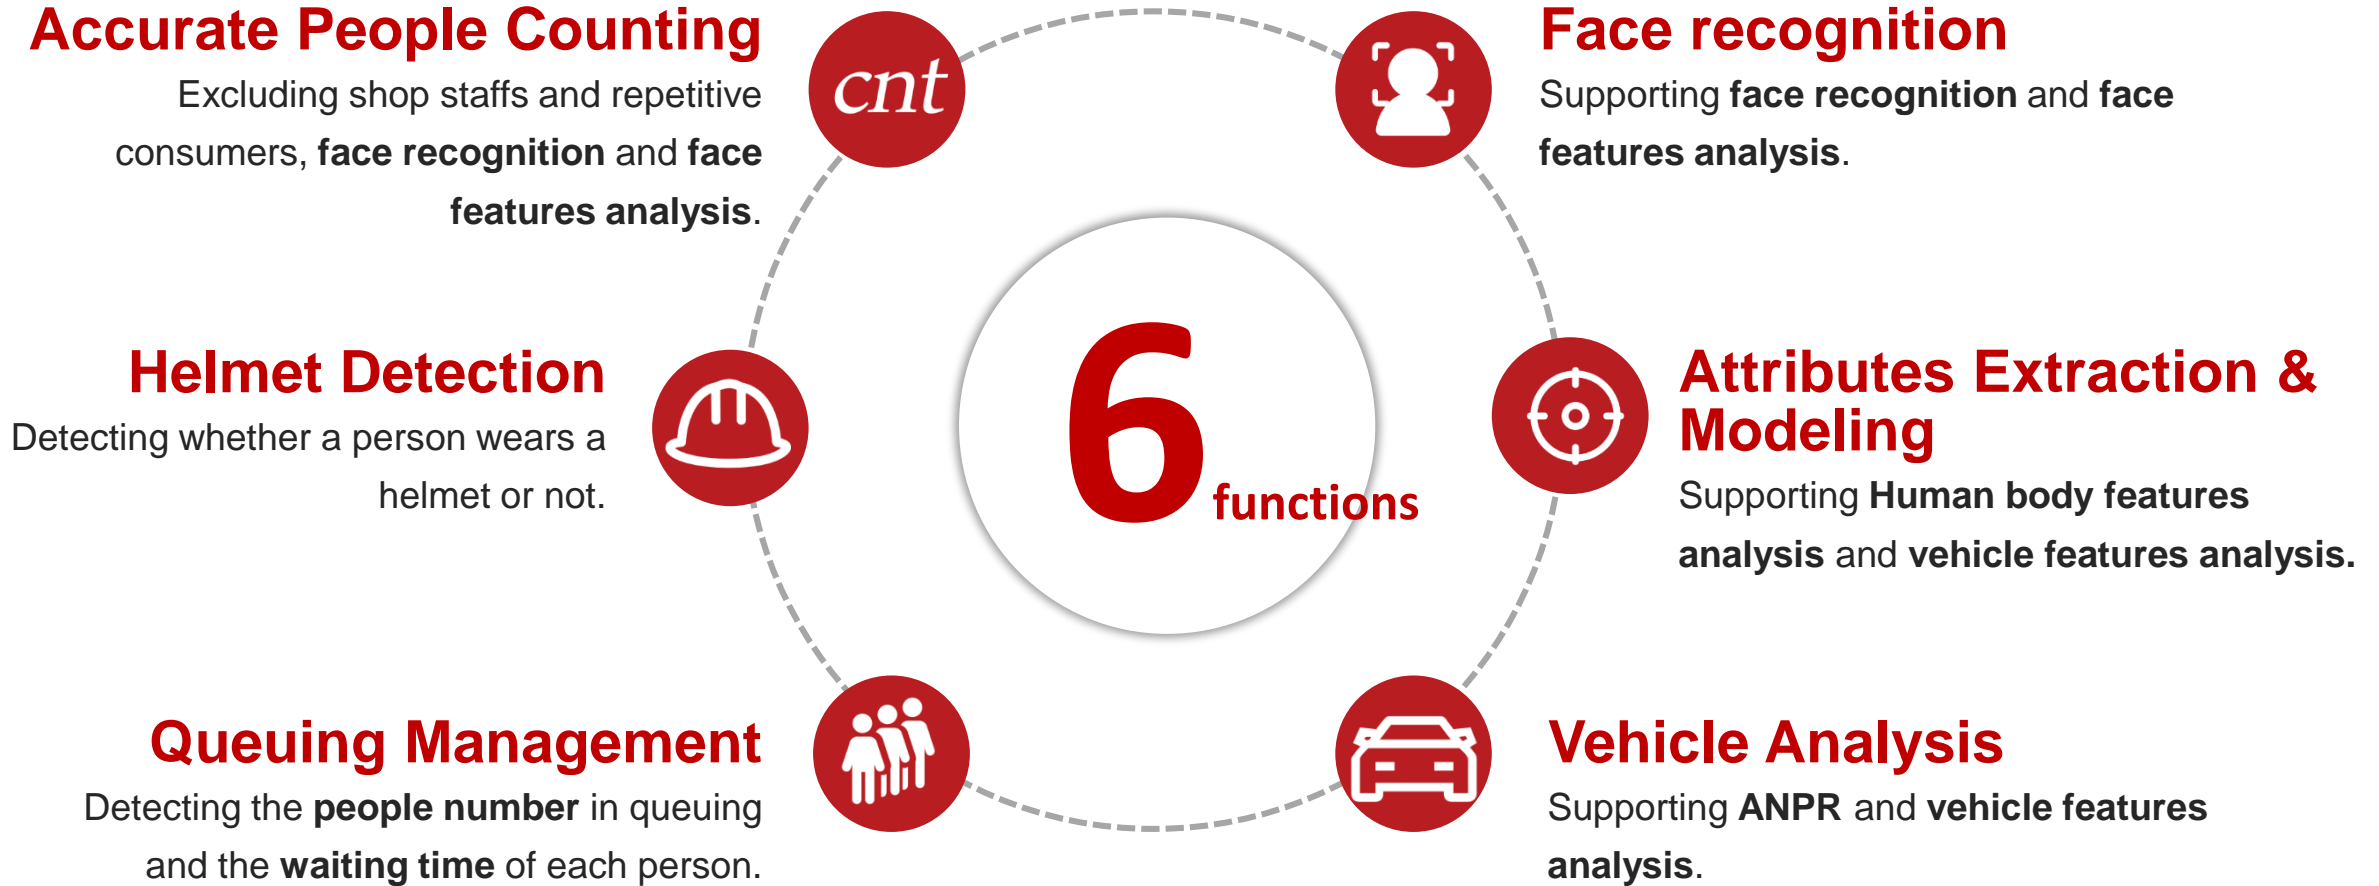 Accurate People Counting
Excluding shop staffs and repetitive
consumers, face recognition and face
features analysis.
cnt
Face recognition
Supporting face recognition and face
features analysis.
Helmet Detection
Detecting whether a person wears a
helmet or not.
6
functions
Attributes Extraction &
Modeling
Supporting Human body features
analysis and vehicle features analysis.
Queuing Management
Detecting the people number in queuing
and the waiting time of each person.
Vehicle Analysis
Supporting ANPR and vehicle features
analysis.